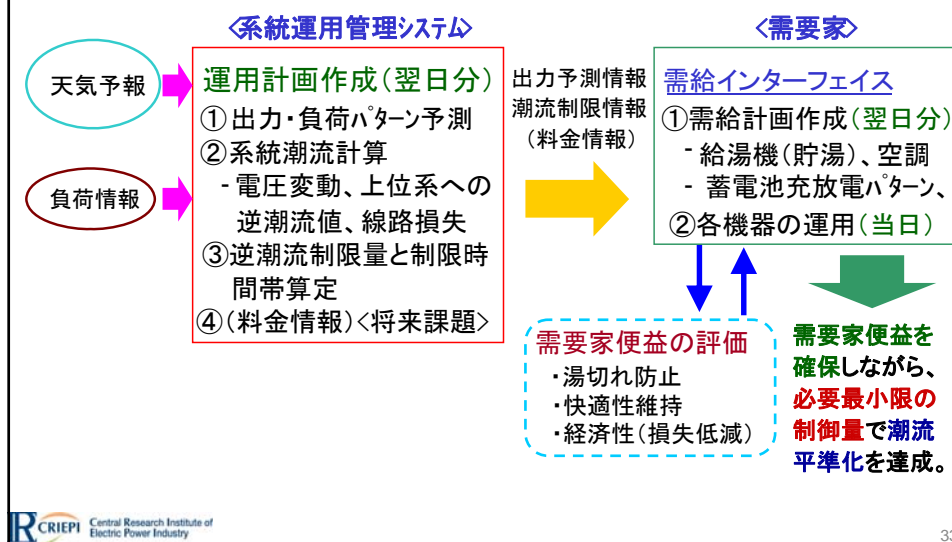 <系統運用管理ｼｽﾃﾑ>
天気予報
負荷情報
運用計画作成(翌日分)
①出力・負荷ﾊﾟﾀｰﾝ予測
②系統潮流計算
- 電圧変動、上位系への
逆潮流値、線路損失
③逆潮流制限量と制限時
間帯算定
④(料金情報)<将来課題>
出力予測情報
潮流制限情報
(料金情報)
<需要家>
需給インターフェイス
①需給計画作成(翌日分)
- 給湯機(貯湯)、空調
- 蓄電池充放電ﾊﾟﾀｰﾝ、
②各機器の運用(当日)
需要家便益の評価
・湯切れ防止
・快適性維持
・経済性(損失低減)
需要家便益を
確保しながら、
必要最小限の
制御量で潮流
平準化を達成。
CRIEPI Central Research Institute of
Electric Power Industry